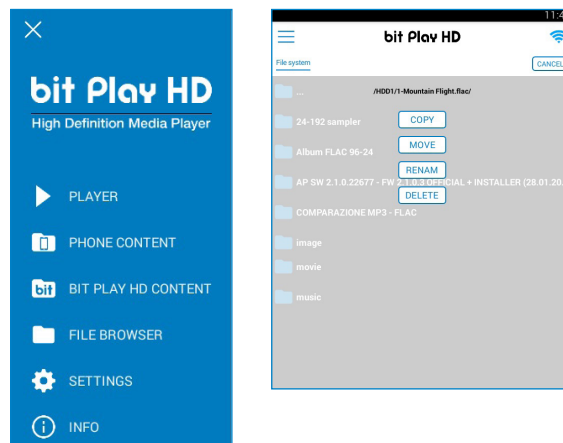 bit Play HD
High Definition Media Player
PLAYER
PHONE CONTENT
bit
BIT PLAY HD CONTENT
FILE BROWSER
SETTINGS
INFO
11:4
bit Play HD
File system
CANCEL
...
/HDD1/1-Mountain Flight.flac/
24-192 sampler
COPY
MOVE
Album FLAC 96-24
RENAM
AP SW 2.1.0.22677 - FW 2.1.0.3 OFFICIAL + INSTALLER (28.01.20
DELETE
COMPARAZIONE MP3 - FLAC
image
movie
music